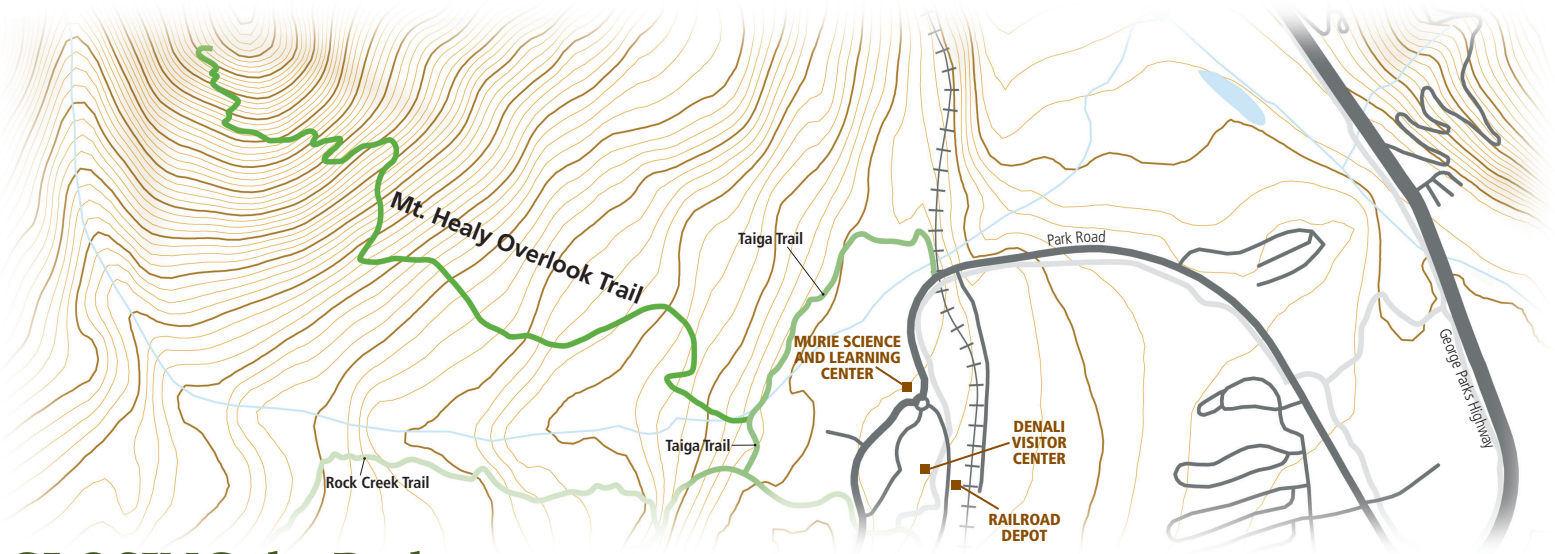 Mt. Healy Overlook Trail
Taiga Trail
Park Road
MURIE SCIENCE
AND LEARNING
CENTER
George Parks Highway
DENALI
VISITOR
CENTER
Taiga Trail
Rock Creek Trail
RAILROAD
DEPOT